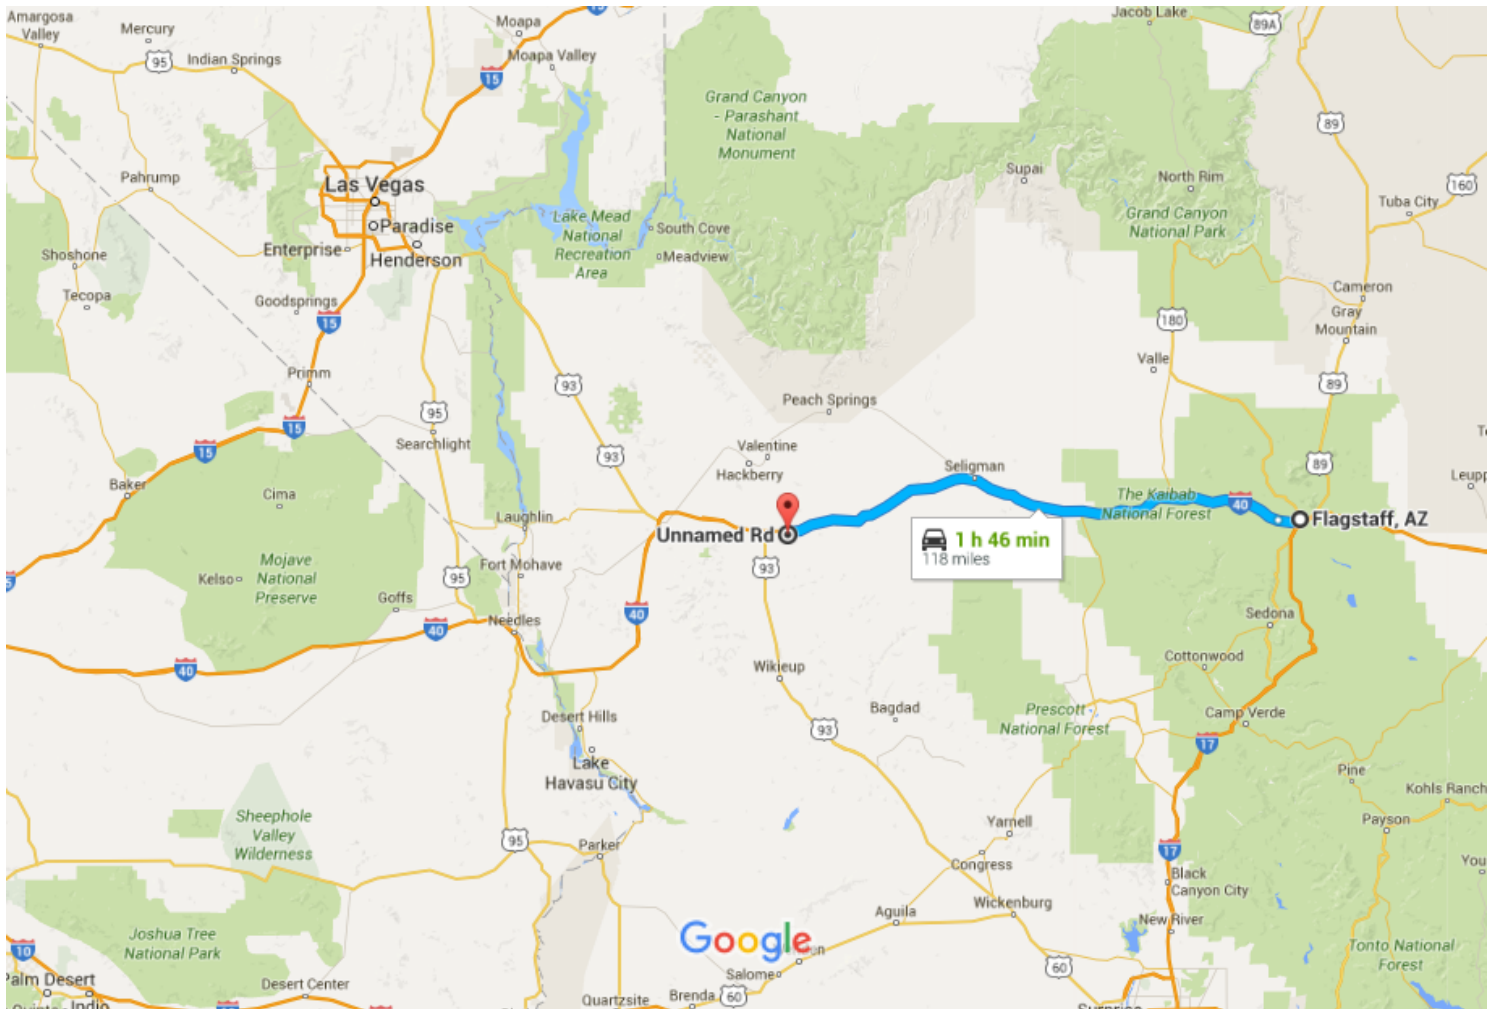 Amargosa
Valley
Mercury
95
Indian Springs
Moapa
15
Moapa Valley
15
Jacob Lake
89A
Grand Canyon
- Parashant
National
Monument
89
Pahrump
Las Vegas
Paradise
Enterprise
Henderson
Lake Mead
National
Recreation
Area
South Cove
Meadview
Supai
North Rim
Grand Canyon
National Park
160
Tuba City
Shoshone
Tecopa
Goodsprings
15
Cameron
Gray
Mountain
180
Valle
89
Primm
93
95
Searchlight
15
15
Peach Springs
Valentine
Hackberry
93
Seligman
89
Leupp
Baker
Cima
Laughlin
The Kaibab
National Forest
40
Flagstaff, AZ
Unnamed Rd
1 h 46 min
118 miles
93
Mojave
National
Preserve
Kelso
Goffs
95
Fort Mohave
Needles
40
40
40
Sedona
Cottonwood
Wikieup
Bagdad
Prescott
National Forest
Camp Verde
93
17
Desert Hills
Lake
Havasu City
Pine
Kohls Ranch
Payson
Sheephole
Valley
Wilderness
95
Parker
Yarnell
Congress
17
Black
Canyon City
Wickenburg
Aguila
New River
Google
Joshua Tree
National Park
10
Palm Desert
Indio
Desert Center
Salome
60
Tonto National
Forest
Quartzsite
Brenda
60
Surprise